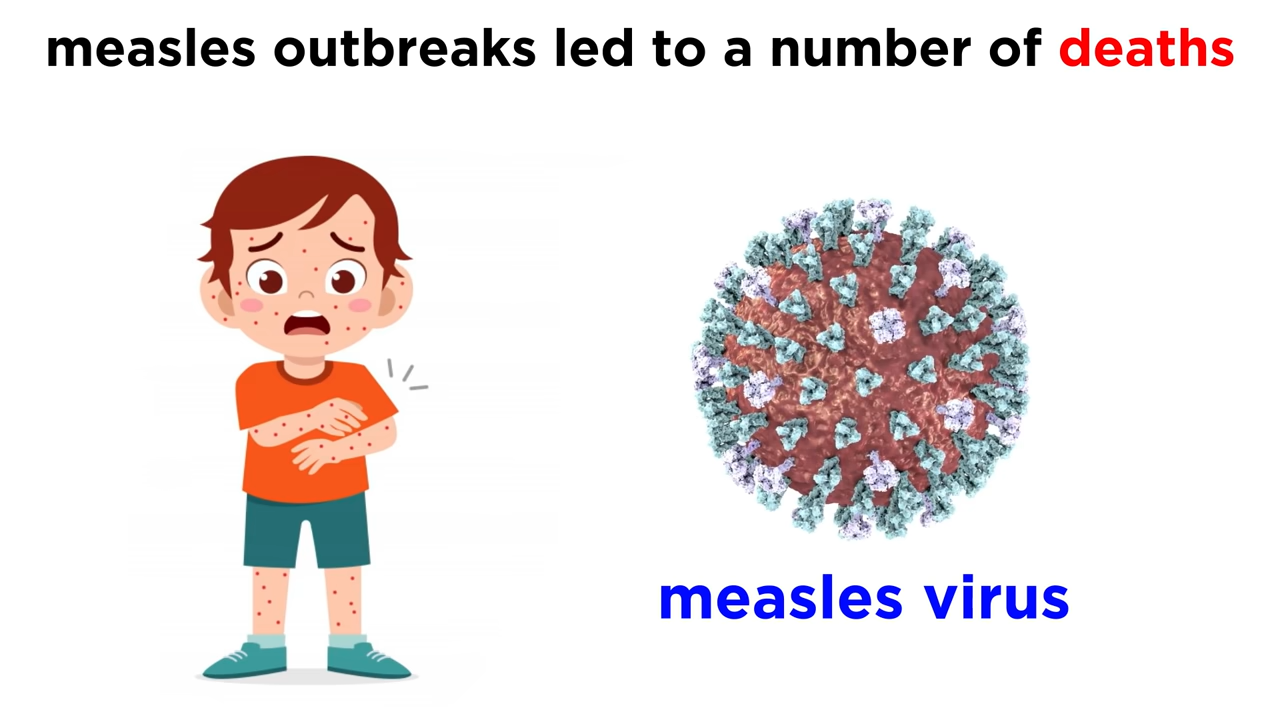 measles outbreaks led to a number of deaths
measles virus